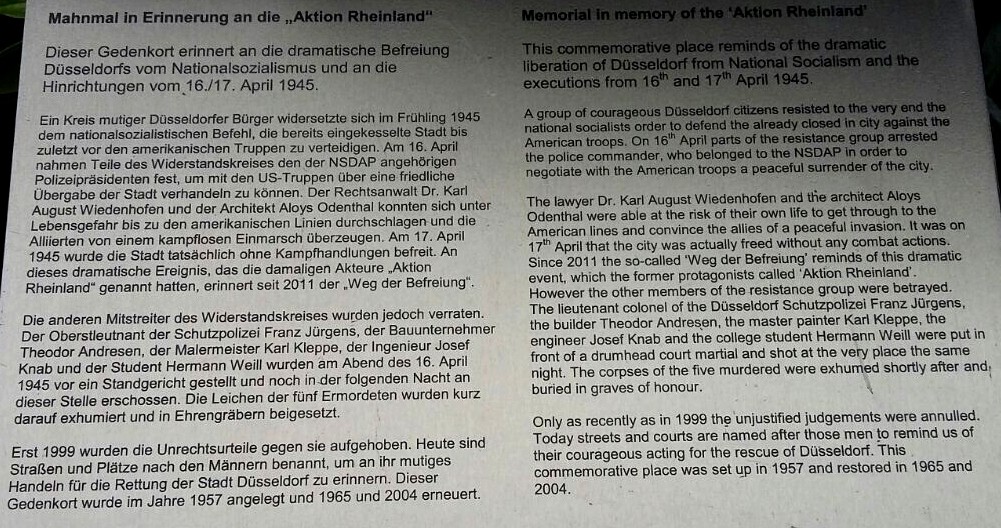 Mahnmal in Erinnerung an die „Aktion Rheinland“
Dieser Gedenkort erinnert an die dramatische Befreiung
Düsseldorfs vom Nationalsozialismus und an die
Hinrichtungen vom 16./17. April 1945.
Ein Kreis mutiger Düsseldorfer Bürger widersetzte sich im Frühling 1945
dem nationalsozialistischen Befehl, die bereits eingekesselte Stadt bis
zuletzt vor den amerikanischen Truppen zu verteidigen. Am 16. April
nahmen Teile des Widerstandskreises den der NSDAP angehörigen
Polizeipräsidenten fest, um mit den US-Truppen über eine friedliche
Übergabe der Stadt verhandeln zu können. Der Rechtsanwalt Dr. Karl
August Wiedenhofen und der Architekt Aloys Odenthal konnten sich unter
Lebensgefahr bis zu den amerikanischen Linien durchschlagen und die
Alliierten von einem kampflosen Einmarsch überzeugen. Am 17. April
1945 wurde die Stadt tatsächlich ohne Kampfhandlungen befreit. An
dieses dramatische Ereignis, das die damaligen Akteure „Aktion
Rheinland“ genannt hatten, erinnert seit 2011 der „Weg der Befreiung“.
Die anderen Mitstreiter des Widerstandskreises wurden jedoch verraten.
Der Oberstleutnant der Schutzpolizei Franz Jürgens, der Bauunternehmer
Theodor Andresen, der Malermeister Karl Kleppe, der Ingenieur Josef
Knab und der Student Hermann Weill wurden am Abend des 16. April
1945 vor ein Standgericht gestellt und noch in der folgenden Nacht an
dieser Stelle erschossen. Die Leichen der fünf Ermordeten wurden kurz
darauf exhumiert und in Ehrengräbern beigesetzt.
Erst 1999 wurden die Unrechtsurteile gegen sie aufgehoben. Heute sind
Straßen und Plätze nach den Männern benannt, um an ihr mutiges
Handeln für die Rettung der Stadt Düsseldorf zu erinnern. Dieser
Gedenkort wurde im Jahre 1957 angelegt und 1965 und 2004 erneuert.
Memorial in memory of the ‘Aktion Rheinland’
This commemorative place reminds of the dramatic
liberation of Düsseldorf from National Socialism and the
executions from 16th and 17th April 1945.
A group of courageous Düsseldorf citizens resisted to the very end the
national socialists order to defend the already closed in city against the
American troops. On 16th April parts of the resistance group arrested
the police commander, who belonged to the NSDAP in order to
negotiate with the American troops a peaceful surrender of the city.
The lawyer Dr. Karl August Wiedenhofen and the architect Aloys
Odenthal were able at the risk of their own life to get through to the
American lines and convince the allies of a peaceful invasion. It was on
17th April that the city was actually freed without any combat actions.
Since 2011 the so-called ‘Weg der Befreiung’ reminds of this dramatic
event, which the former protagonists called ‘Aktion Rheinland’.
However the other members of the resistance group were betrayed.
The lieutenant colonel of the Düsseldorf Schutzpolizei Franz Jürgens,
the builder Theodor Andresen, the master painter Karl Kleppe, the
engineer Josef Knab and the college student Hermann Weill were put in
front of a drumhead court martial and shot at the very place the same
night. The corpses of the five murdered were exhumed shortly after and
buried in graves of honour.
Only as recently as in 1999 the unjustified judgements were annulled.
Today streets and courts are named after those men to remind us of
their courageous acting for the rescue of Düsseldorf. This
commemorative place was set up in 1957 and restored in 1965 and
2004.